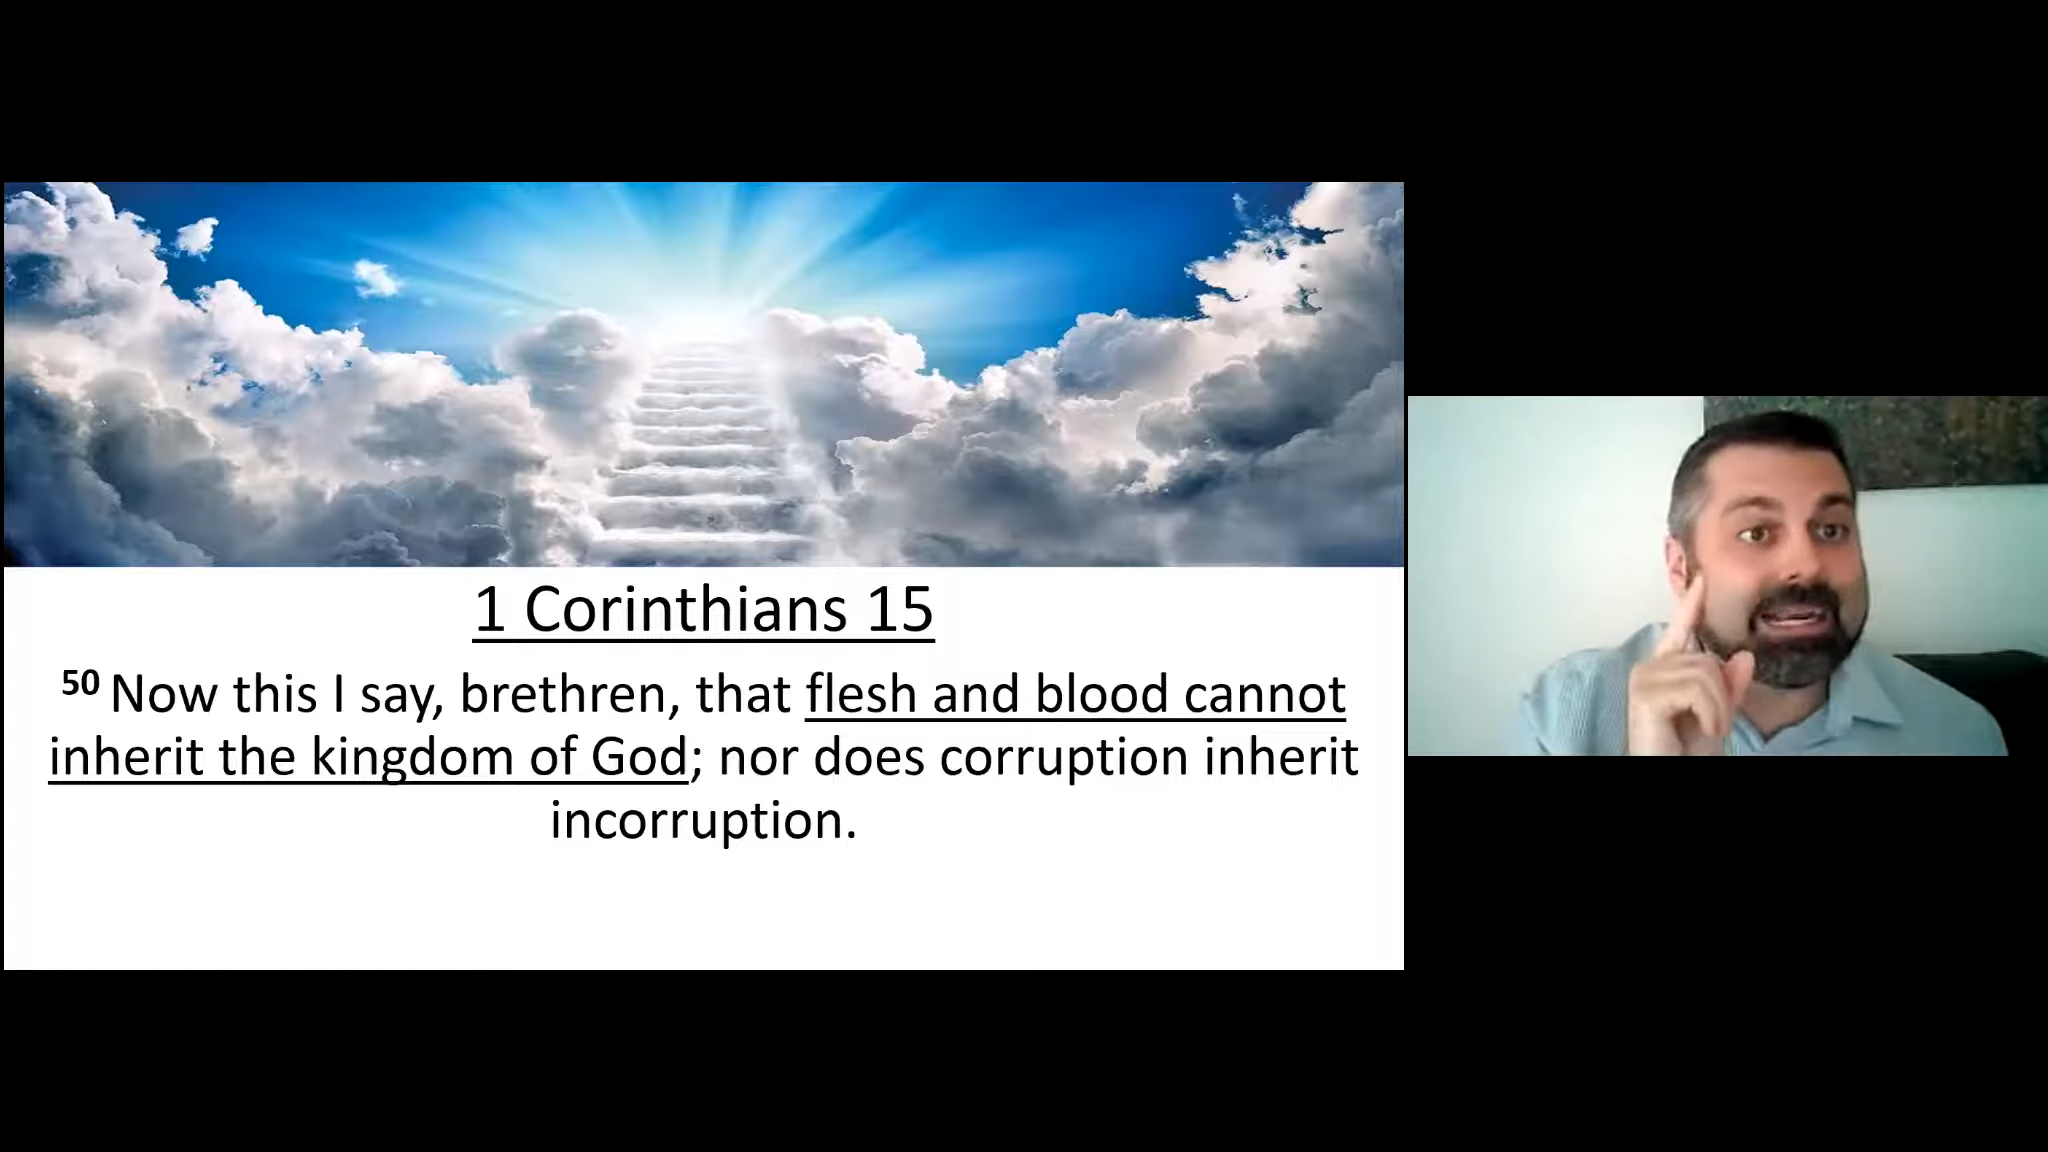 1 Corinthians 15
50 Now this I say, brethren, that flesh and blood cannot
inherit the kingdom of God; nor does corruption inherit
incorruption.